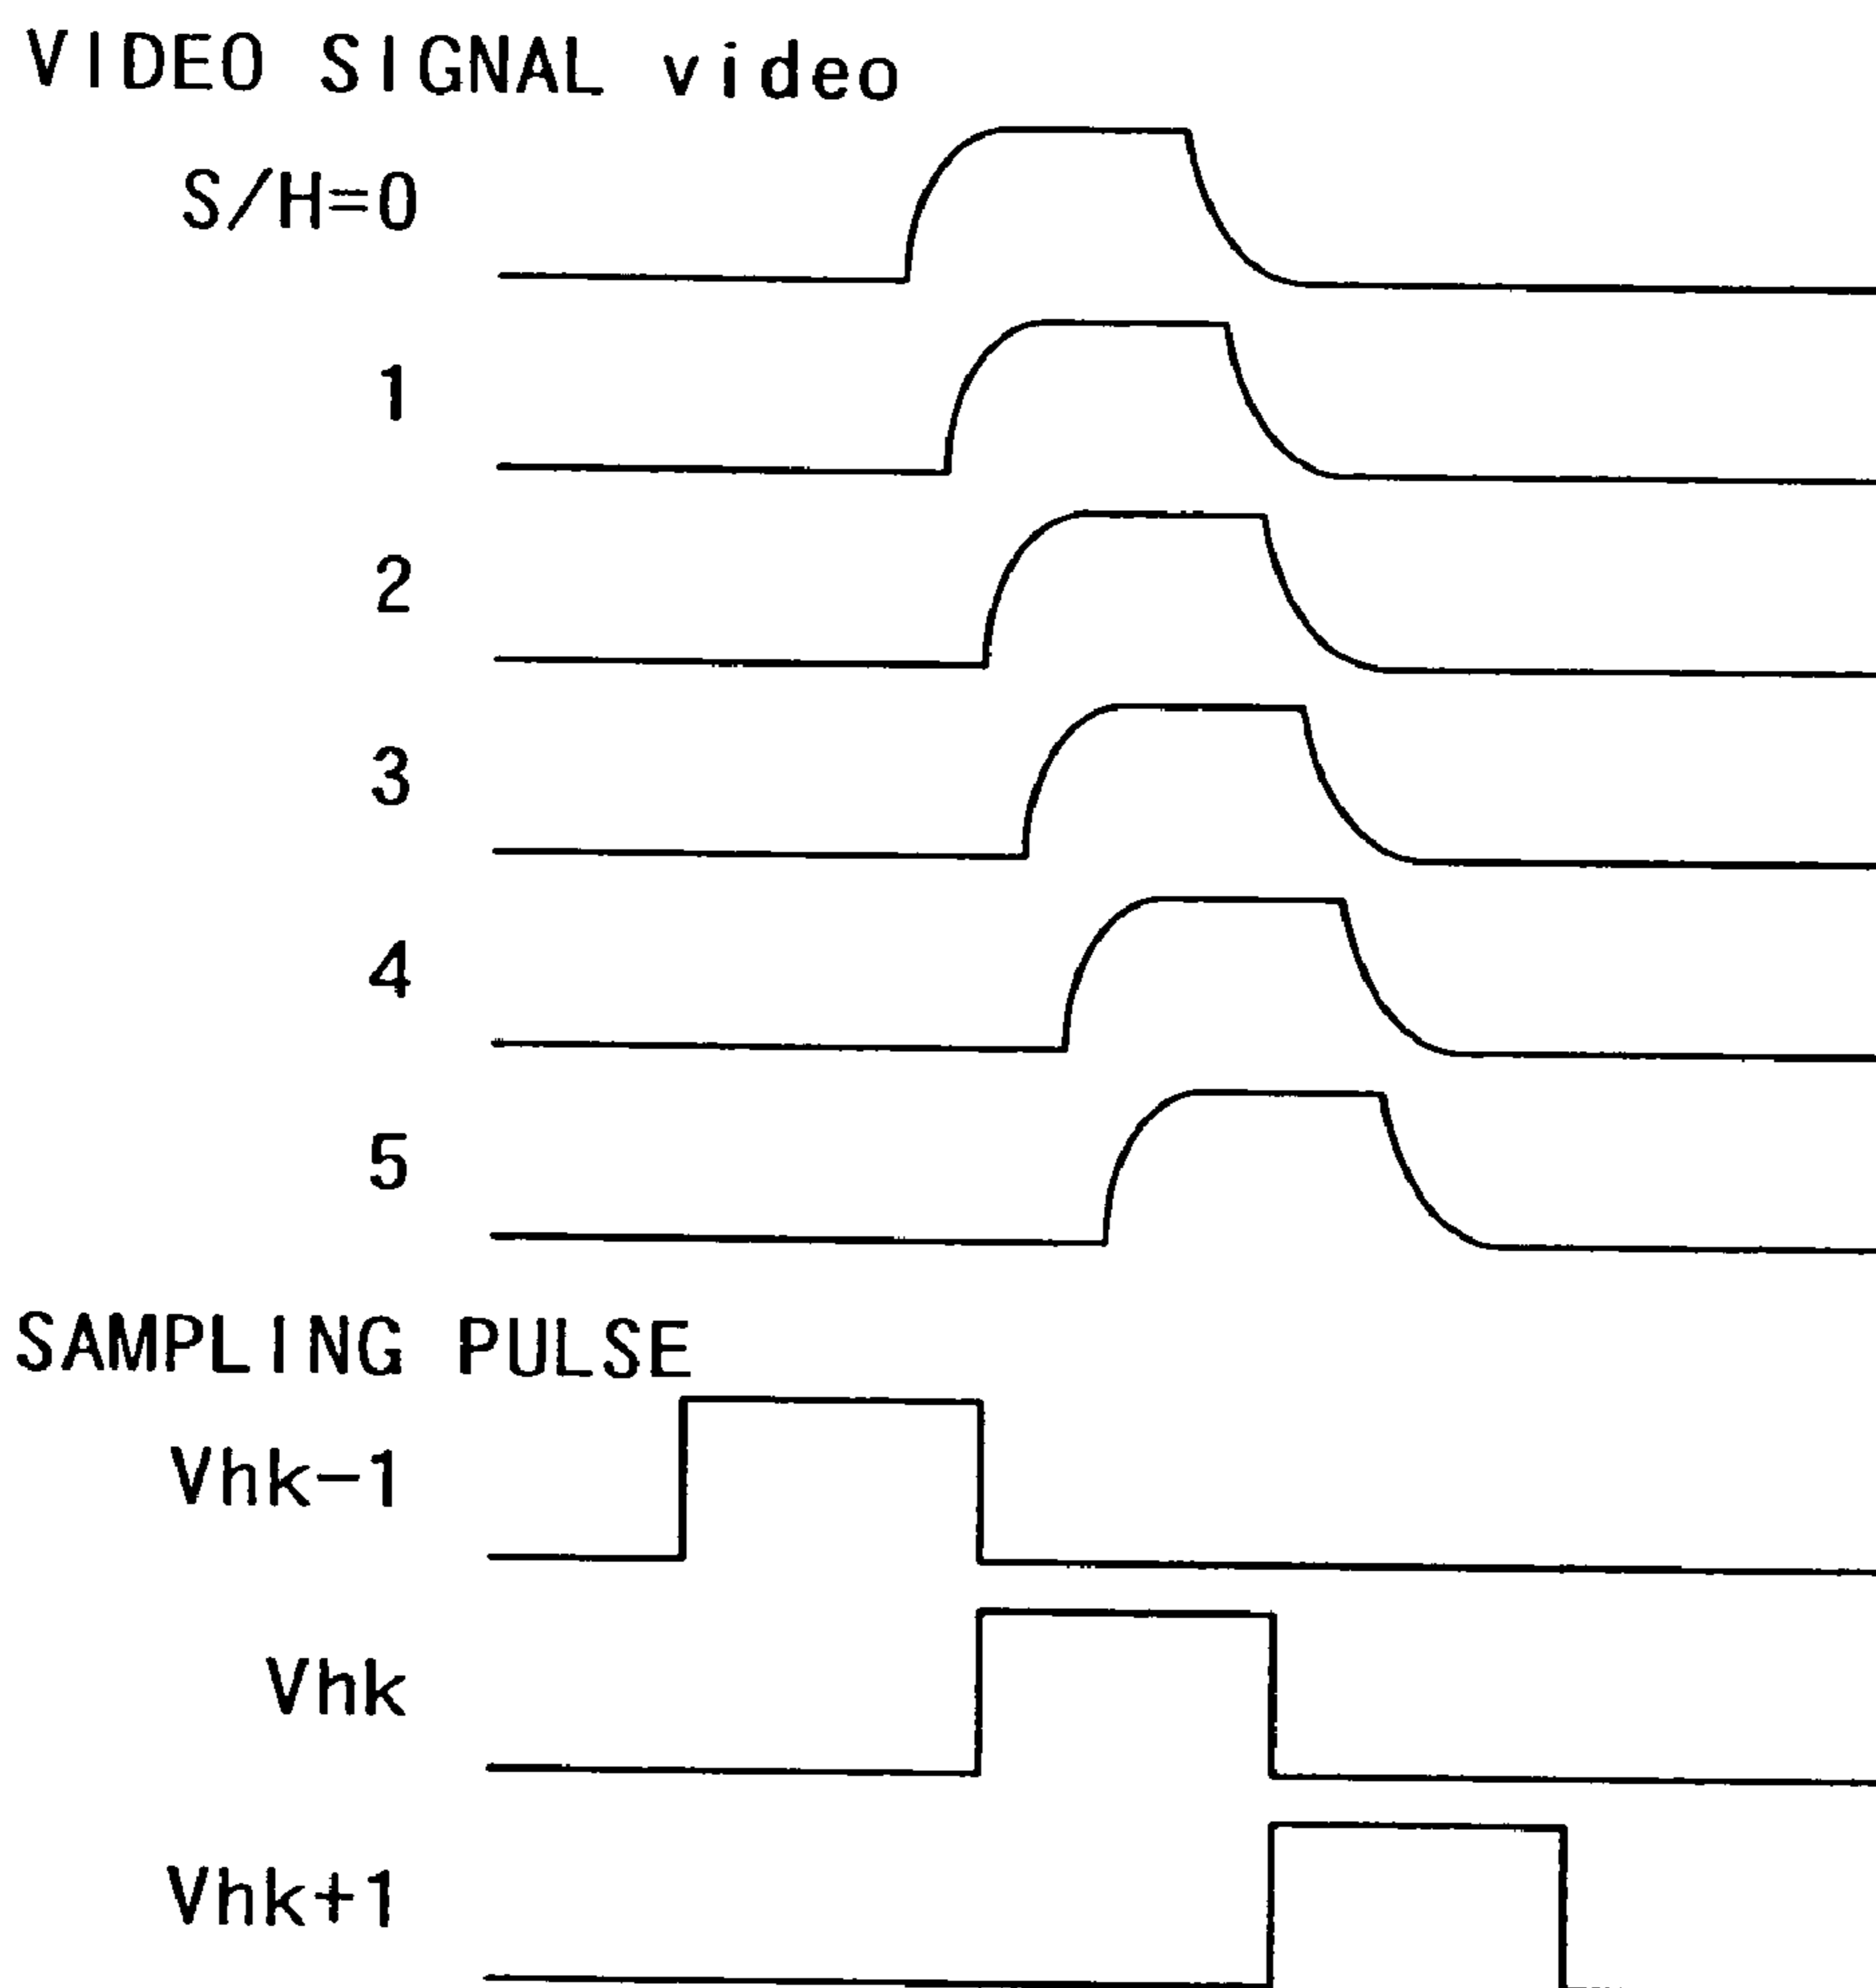 VIDEO SIGNAL video
S/H=0
1
2
3
4
5
SAMPLING PULSE
Vhk-1
Vhk
Vhk+1